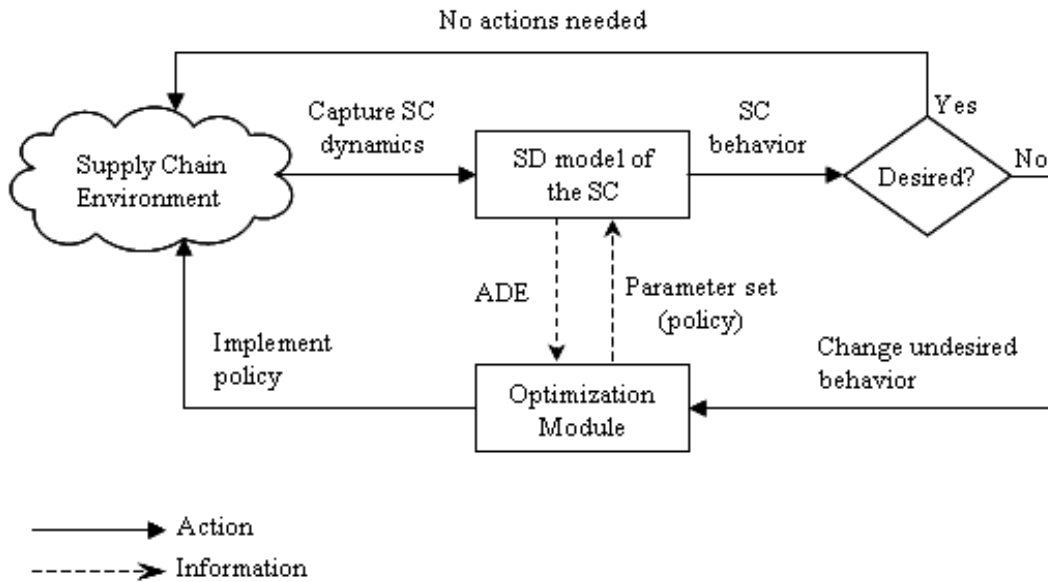 No actions needed
Yes
Capture SC
dynamics
SC
behavior
No
Supply Chain
Environment
SD model of
the SC
Desired?
ADE
Parameter set
(policy)
Implement
policy
Change undesired
behavior
Optimization
Module
Action
Information